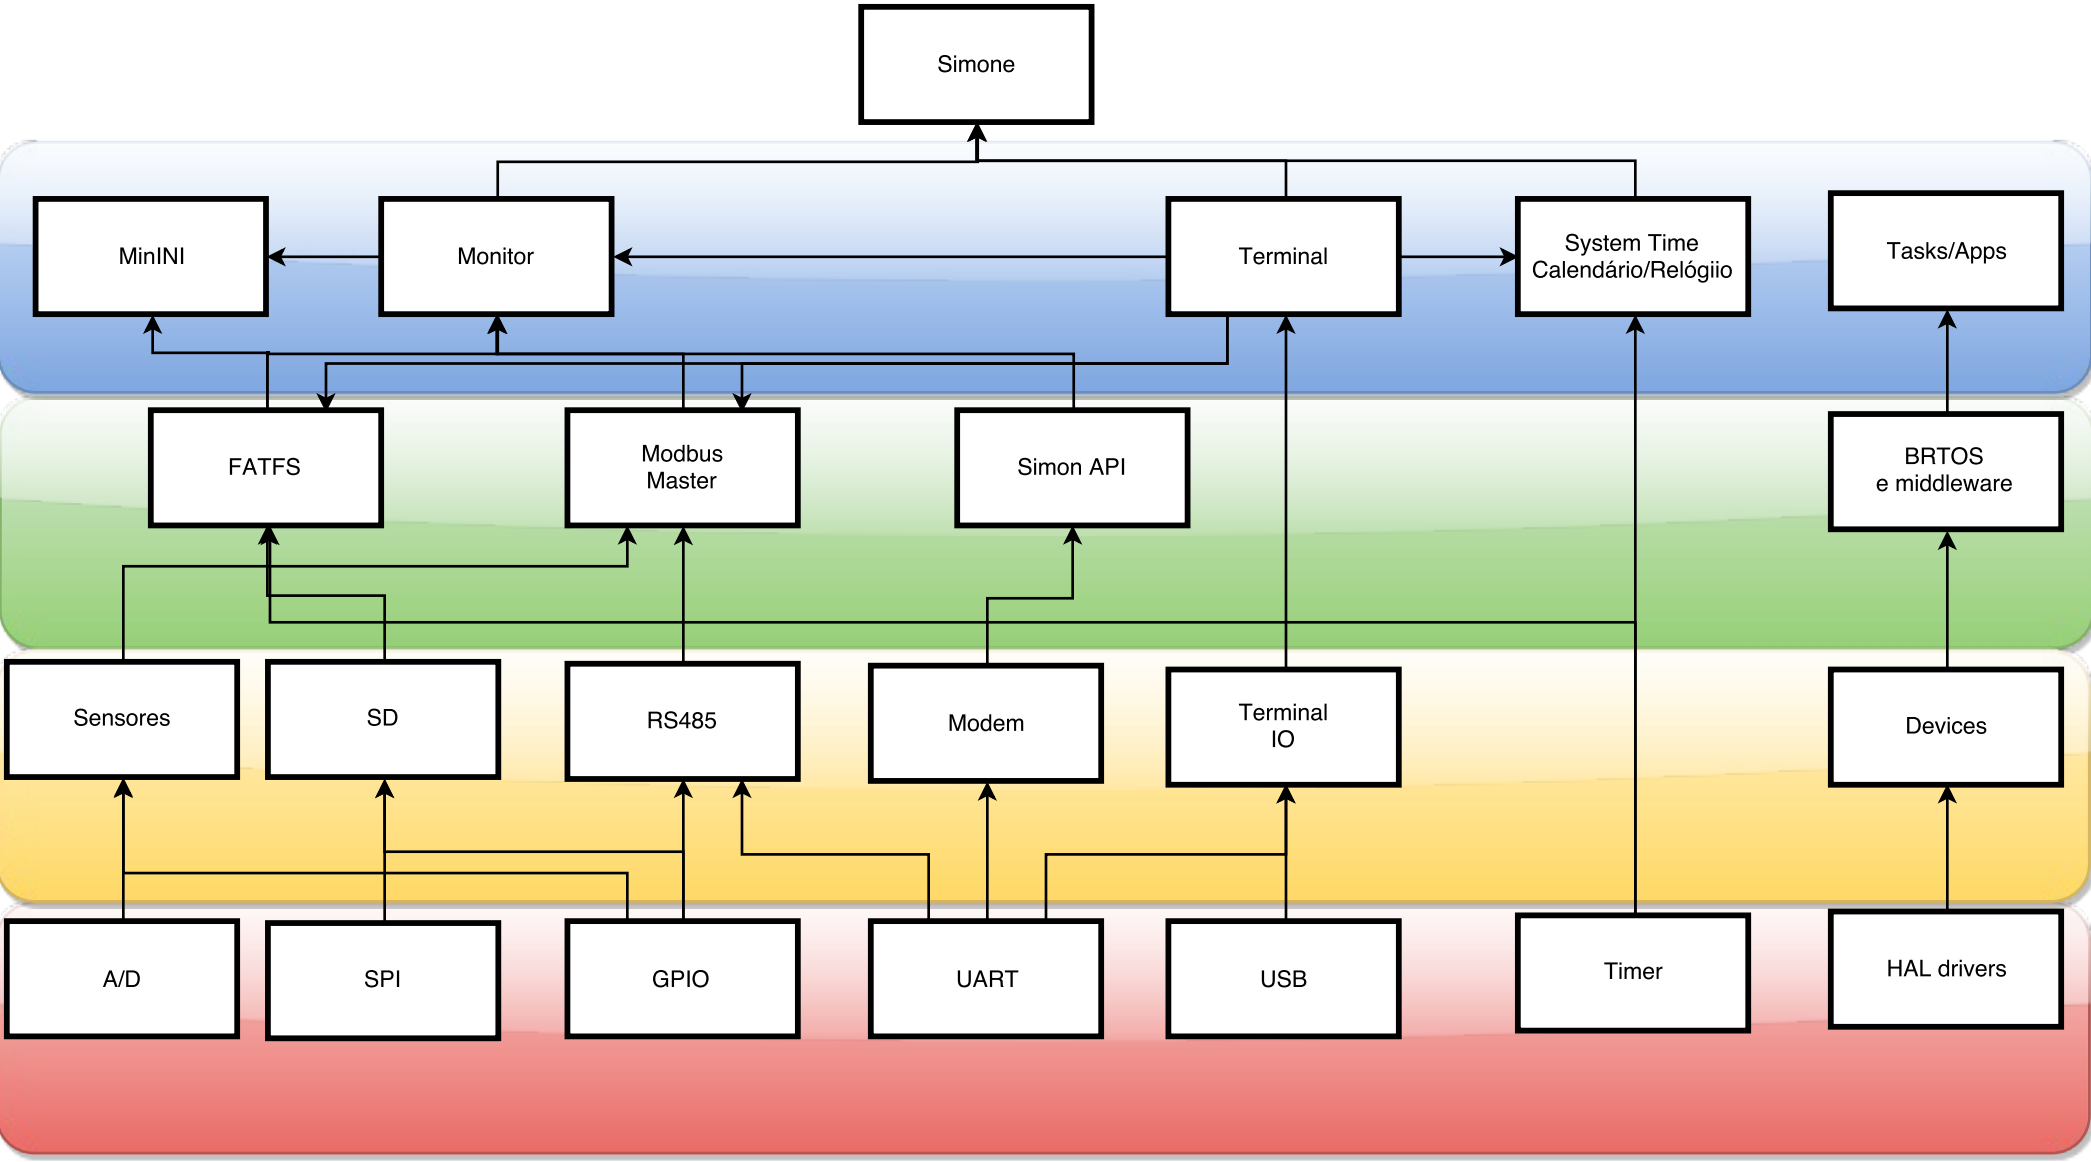 Simone
MinINI
Monitor
Terminal
System Time
Calendário/Relógiio
Tasks/Apps
FATFS
Modbus
Master
Simon API
BRTOS
e middleware
Sensores
SD
RS485
Modem
Terminal
IO
Devices
A/D
SPI
GPIO
UART
USB
Timer
HAL drivers